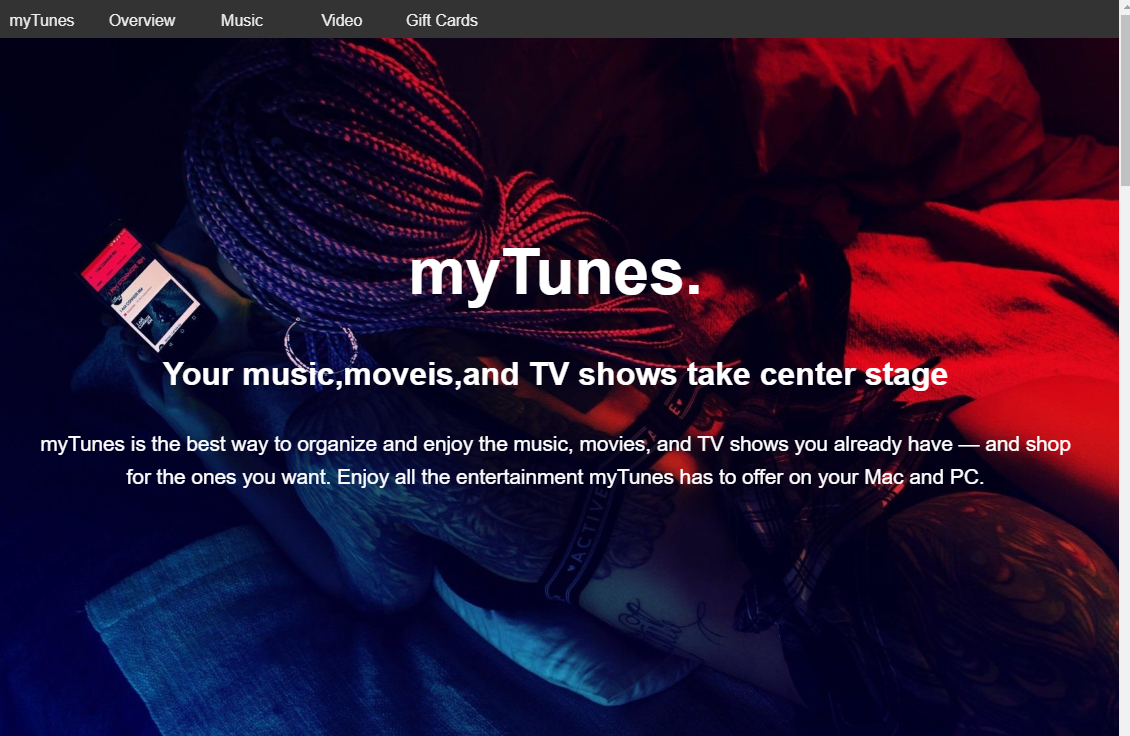 myTunes Overview Music Video Gift Cards
myTunes.
Your music,moveis,and TV shows take center stage
myTunes is the best way to organize and enjoy the music, movies, and TV shows you already have — and shop
for the ones you want. Enjoy all the entertainment myTunes has to offer on your Mac and PC.
ACTIVE